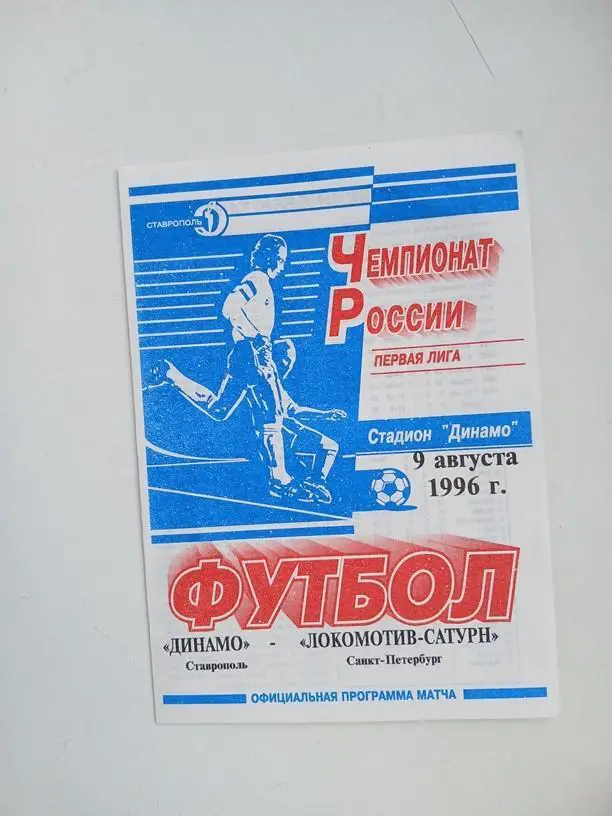 СТАВРОПОЛЬ
ЧЕМПИОНАТ
РОССИИ
ПЕРВАЯ ЛИГА
Стадион "Динамо"
9 августа
1996 г.
ФУТБОЛ
«ДИНАМО» - «ЛОКОМОТИВ-САТУРН»
Ставрополь Санкт-Петербург
ОФИЦИАЛЬНАЯ ПРОГРАММА МАТЧА